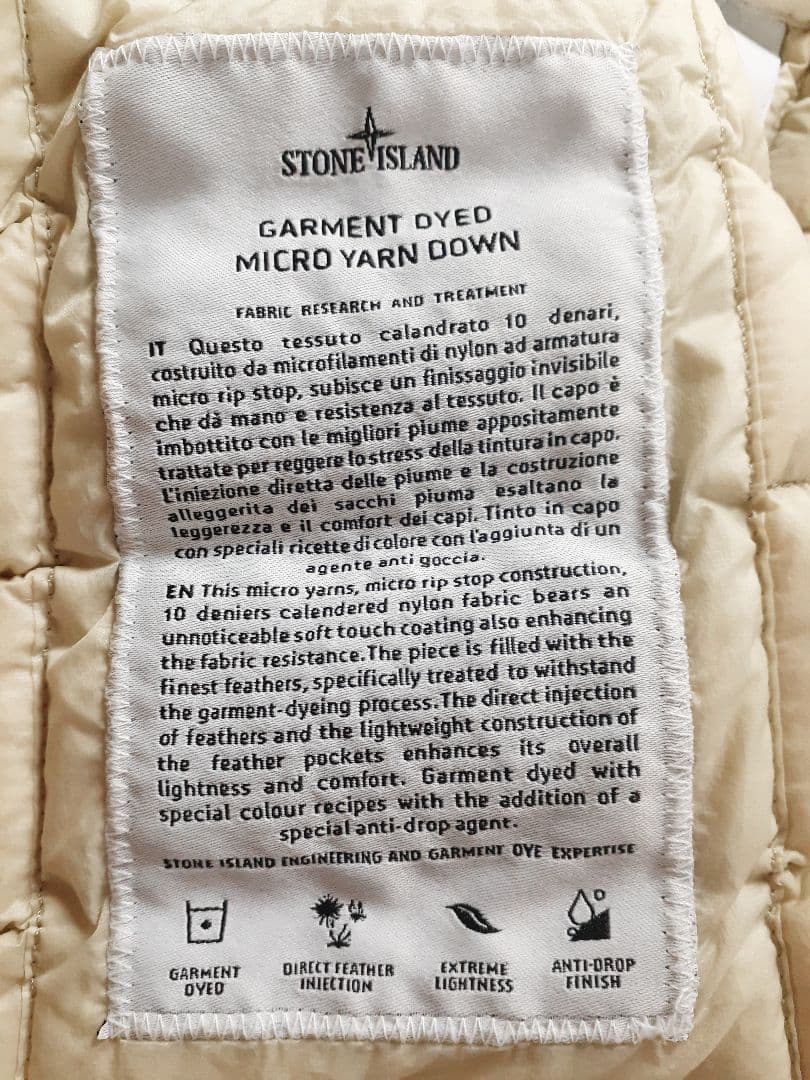 STONE ISLAND
GARMENT DYED
MICRO YARN DOWN
FABRIC RESEARCH AND TREATMENT
IT Questo tessuto calandrato 10 denari,
costruito da microfilamenti di nylon ad armatura
micro rip stop, subisce un finissaggio invisibile
che dà mano e resistenza al tessuto. Il capo è
imbottito con le migliori piume appositamente
trattate per reggere lo stress della tintura in capo.
L'iniezione diretta delle piume e la costruzione
alleggerita dei sacchi piuma esaltano la
leggerezza e il comfort dei capi. Tinto in capo
con speciali ricette di colore con l'aggiunta di un
agente anti goccia.
EN This micro yarns, micro rip stop construction,
10 deniers calendered nylon fabric bears an
unnoticeable soft touch coating also enhancing
the fabric resistance. The piece is filled with the
finest feathers, specifically treated to withstand
the garment-dyeing process. The direct injection
of feathers and the lightweight construction of
the feather pockets enhances its overall
lightness and comfort. Garment dyed with
special colour recipes with the addition of a
special anti-drop agent.
STONE ISLAND ENGINEERING AND GARMENT DYE EXPERTISE
GARMENT
DYED
DIRECT FEATHER
INJECTION
EXTREME
LIGHTNESS
ANTI-DROP
FINISH